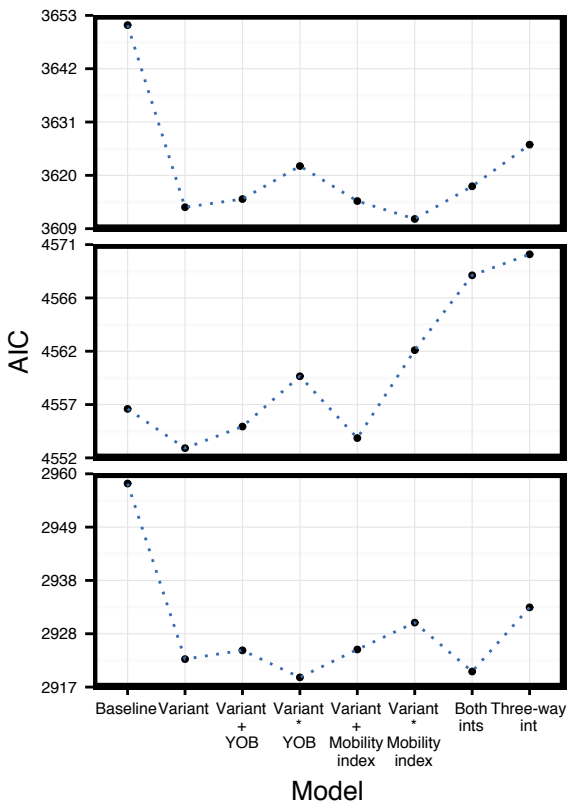 3653
3642
3631
3620
3609
4571
4566
4562
4557
4552
2960
2949
2938
2928
2917
AIC
Baseline Variant Variant Variant Variant Variant Both Three-way
+ * + * ints int
YOB YOB Mobility Mobility
index index
Model